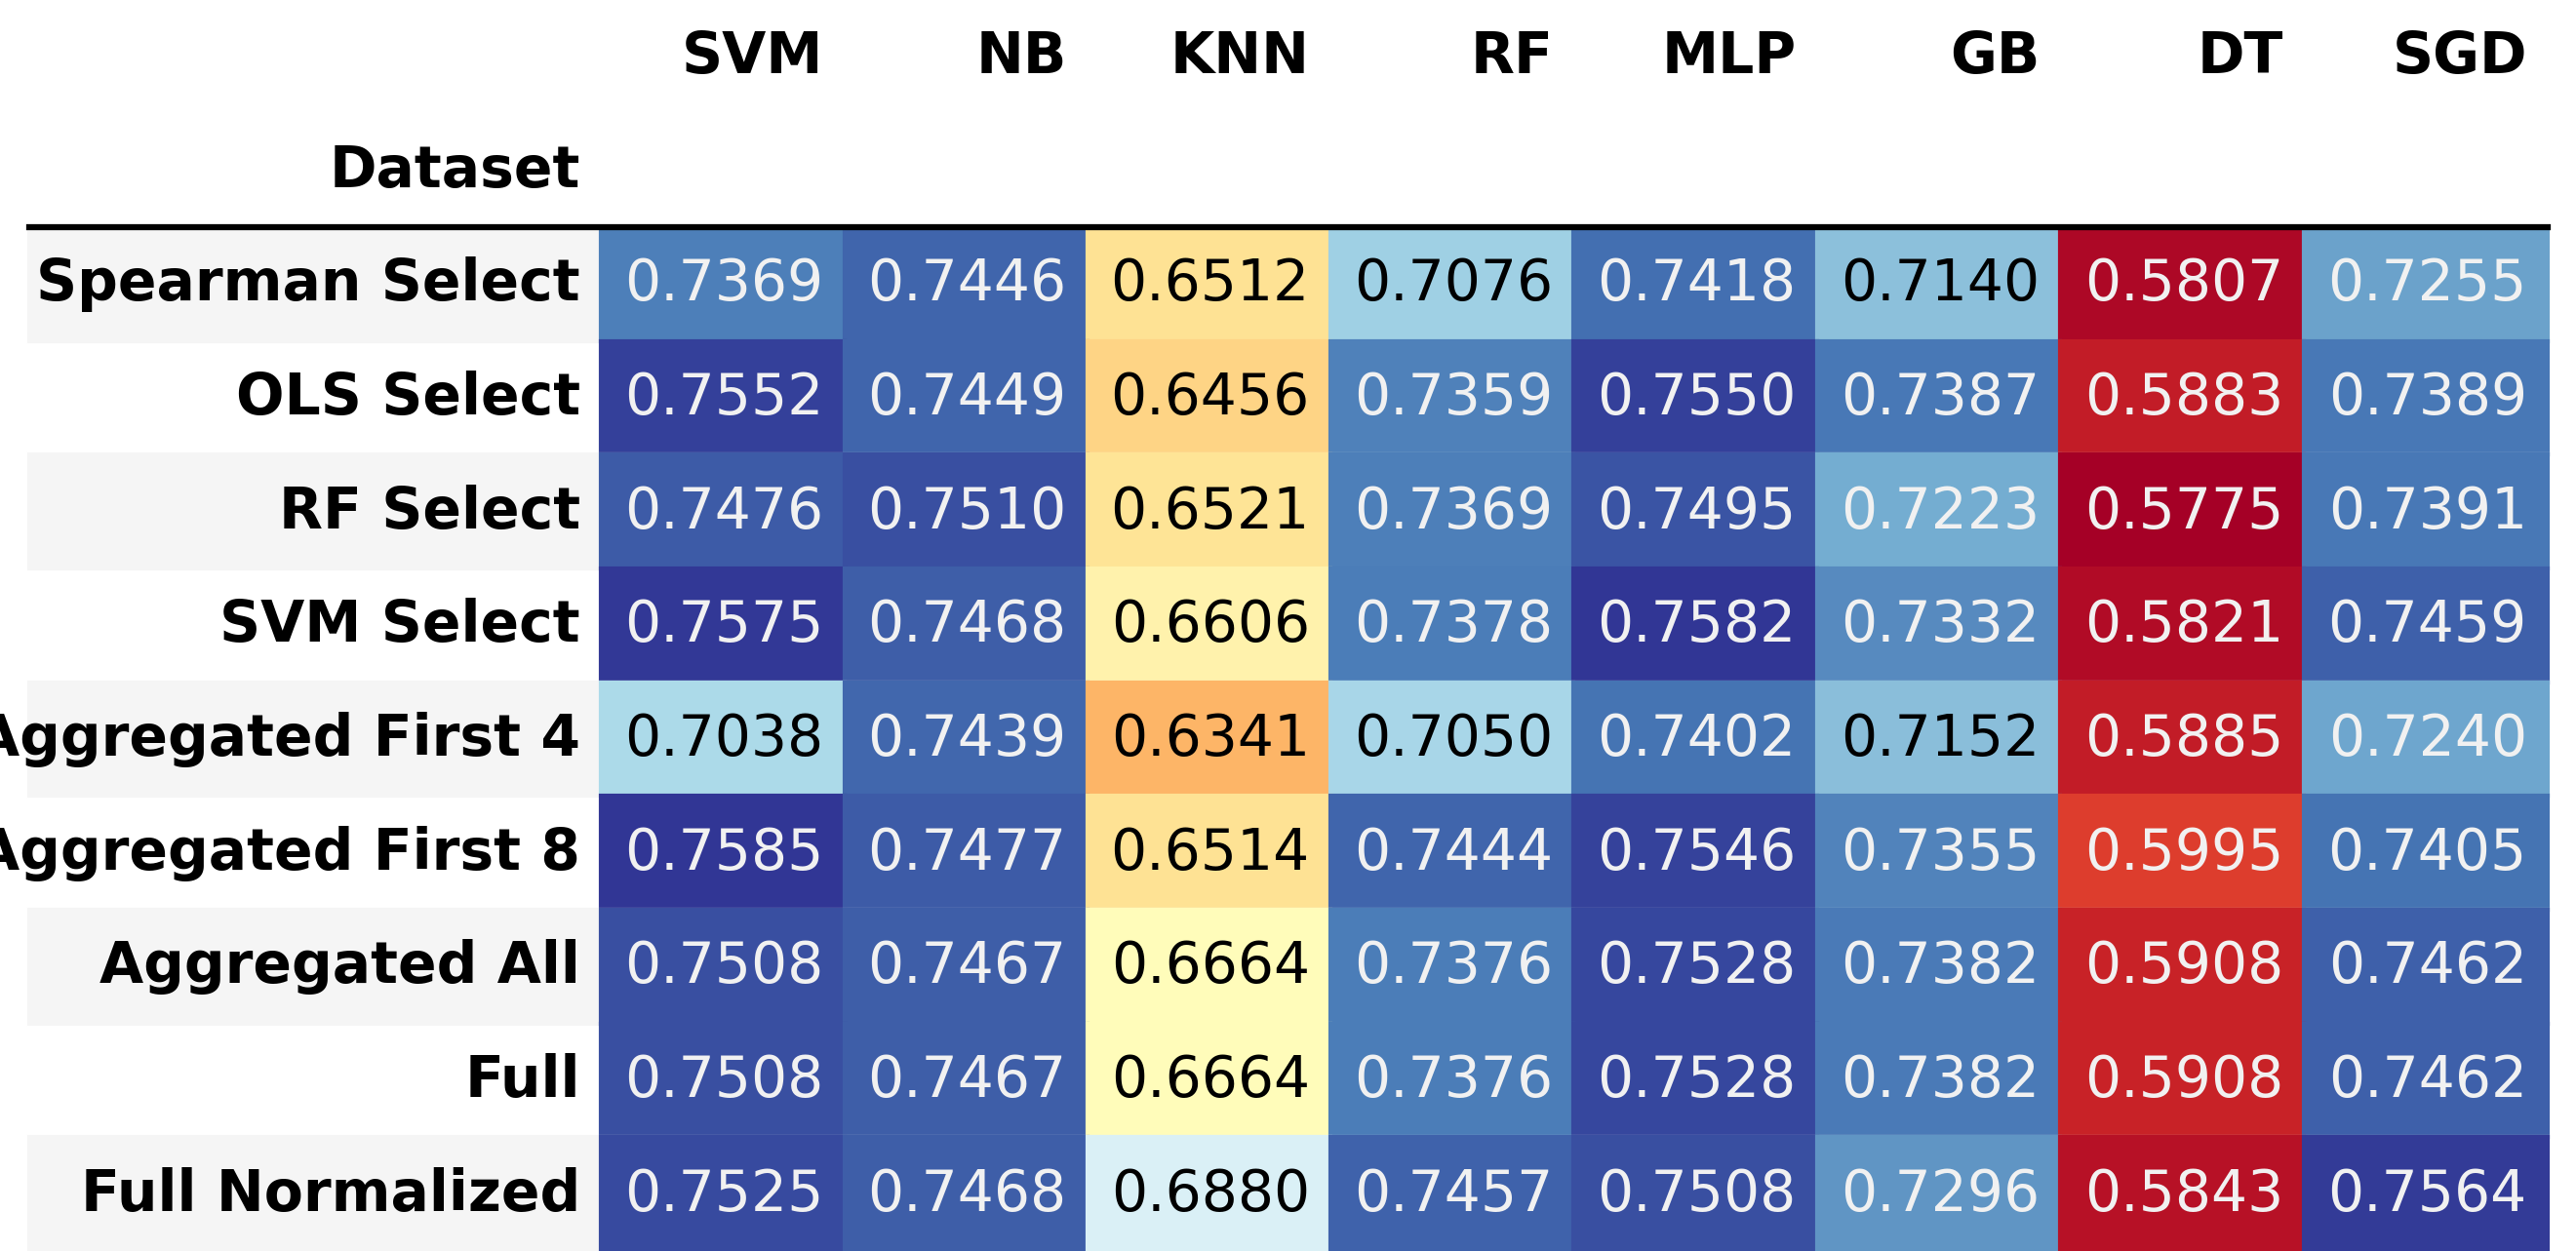 SVM NB KNN RF MLP GB DT SGD
Dataset
Spearman Select 0.7369 0.7446 0.6512 0.7076 0.7418 0.7140 0.5807 0.7255
OLS Select 0.7552 0.7449 0.6456 0.7359 0.7550 0.7387 0.5883 0.7389
RF Select 0.7476 0.7510 0.6521 0.7369 0.7495 0.7223 0.5775 0.7391
SVM Select 0.7575 0.7468 0.6606 0.7378 0.7582 0.7332 0.5821 0.7459
Aggregated First 4 0.7038 0.7439 0.6341 0.7050 0.7402 0.7152 0.5885 0.7240
Aggregated First 8 0.7585 0.7477 0.6514 0.7444 0.7546 0.7355 0.5995 0.7405
Aggregated All 0.7508 0.7467 0.6664 0.7376 0.7528 0.7382 0.5908 0.7462
Full 0.7508 0.7467 0.6664 0.7376 0.7528 0.7382 0.5908 0.7462
Full Normalized 0.7525 0.7468 0.6880 0.7457 0.7508 0.7296 0.5843 0.7564